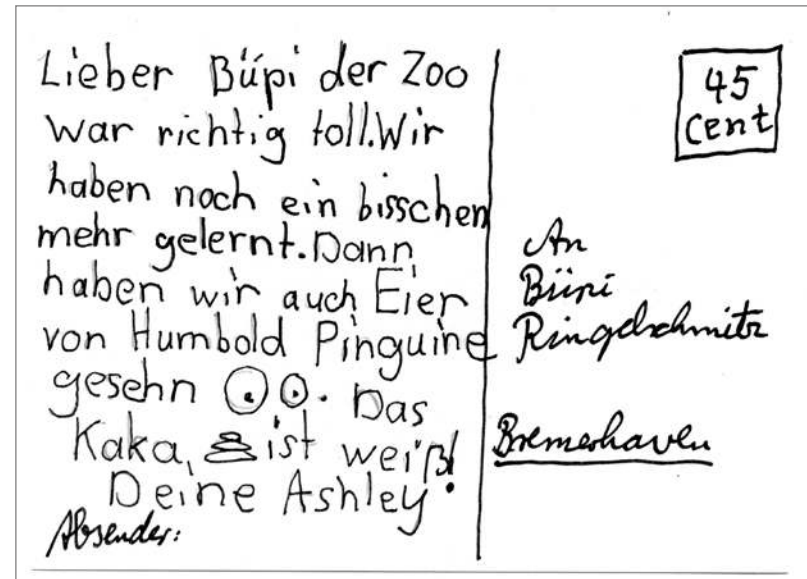 Lieber Büpi der Zoo
war richtig toll.Wir
haben noch ein bisschen
mehr gelernt.Dann
haben wir auch Eier
von Humbold Pinguine
gesehn . Das
Kaka, ist weiß!
Deine Ashley
Absender:
45
cent
An
Büpi
Ringelschmitz
Bremerhaven